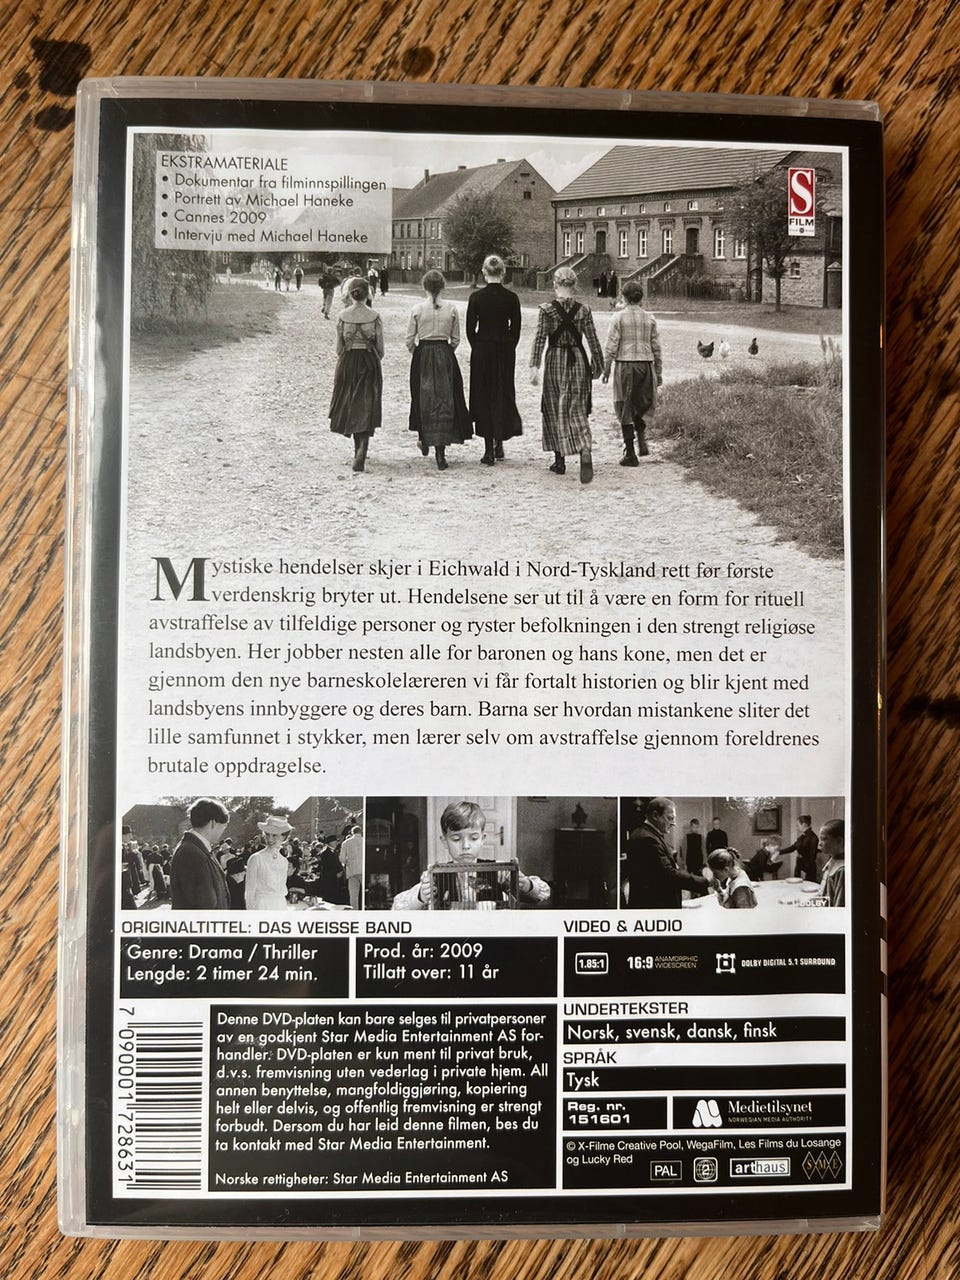 EKSTRAMATERIALE
• Dokumentar fra filminnspillingen
• Portrett av Michael Haneke
• Cannes 2009
• Intervju med Michael Haneke
S
FILM
Mystiske hendelser skjer i Eichwald i Nord-Tyskland rett før første
verdenskrig bryter ut. Hendelsene ser ut til å være en form for rituell
avstraffelse av tilfeldige personer og ryster befolkningen i den strengt religiøse
landsbyen. Her jobber nesten alle for baronen og hans kone, men det er
gjennom den nye barneskolelæreren vi får fortalt historien og blir kjent med
landsbyens innbyggere og deres barn. Barna ser hvordan mistankene sliter det
lille samfunnet i stykker, men lærer selv om avstraffelse gjennom foreldrenes
brutale oppdragelse.
DOLBY
ORIGINALTITTEL: DAS WEISSE BAND
Genre: Drama / Thriller
Lengde: 2 timer 24 min.
Prod. år: 2009
Tillatt over: 11 år
VIDEO & AUDIO
1.85:1
16:9 ANAMORPHIC WIDESCREEN
DOLBY DIGITAL 5.1 SURROUND
7 090001 728631
Denne DVD-platen kan bare selges til privatpersoner
av en godkjent Star Media Entertainment AS for-
handler. DVD-platen er kun ment til privat bruk,
d.v.s. fremvisning uten vederlag i private hjem. All
annen benyttelse, mangfoldiggjøring, kopiering
helt eller delvis, og offentlig fremvisning er strengt
forbudt. Dersom du har leid denne filmen, bes du
ta kontakt med Star Media Entertainment.
Norske rettigheter: Star Media Entertainment AS
UNDERTEKSTER
Norsk, svensk, dansk, finsk
SPRÅK
Tysk
Reg. nr.
151601
Medietilsynet
NORWEGIAN MEDIA AUTHORITY
© X-Filme Creative Pool, WegaFilm, Les Films du Losange
og Lucky Red
PAL
2
arthaus
SME